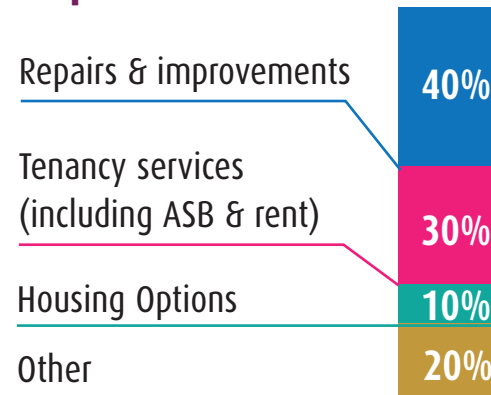 Repairs & improvements 40%
Tenancy services
(including ASB & rent) 30%
Housing Options 10%
Other 20%